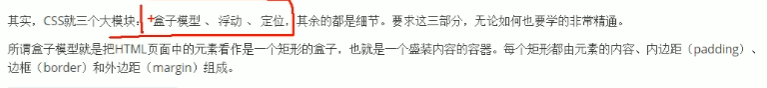 其实，CSS就三个大模块：盒子模型 、 浮动 、 定位，其余的都是细节。要求这三部分，无论如何也要学的非常精通。
所谓盒子模型就是把HTML页面中的元素看作是一个矩形的盒子，也就是一个盛装内容的容器。每个矩形都由元素的内容、内边距（padding）、
边框（border）和外边距（margin）组成。